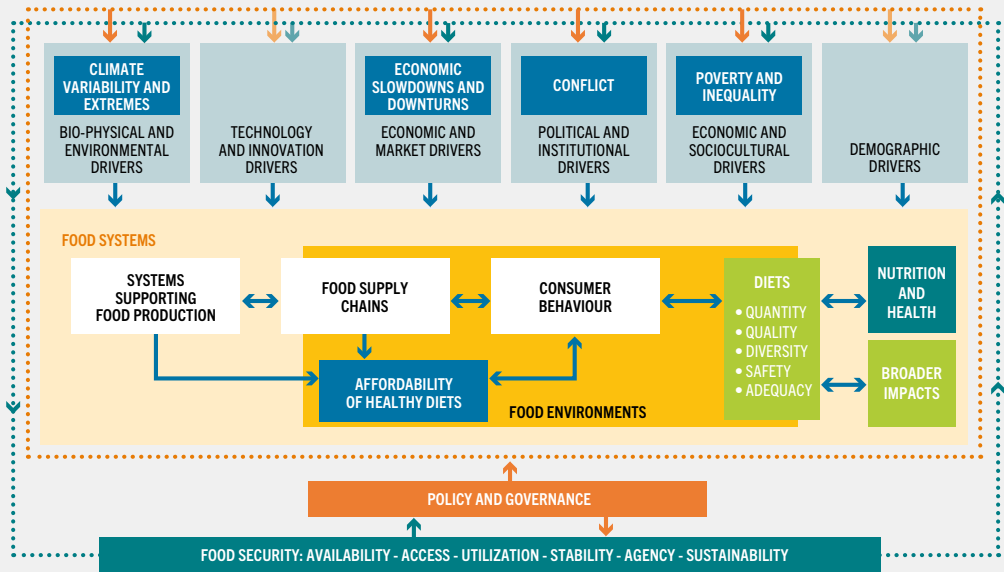 CLIMATE
VARIABILITY AND
EXTREMES
BIO-PHYSICAL AND
ENVIRONMENTAL
DRIVERS
TECHNOLOGY
AND INNOVATION
DRIVERS
ECONOMIC
SLOWDOWNS AND
DOWNTURNS
ECONOMIC AND
MARKET DRIVERS
CONFLICT
POLITICAL AND
INSTITUTIONAL
DRIVERS
POVERTY AND
INEQUALITY
ECONOMIC AND
SOCIOCULTURAL
DRIVERS
DEMOGRAPHIC
DRIVERS
FOOD SYSTEMS
SYSTEMS
SUPPORTING
FOOD PRODUCTION
FOOD SUPPLY
CHAINS
CONSUMER
BEHAVIOUR
DIETS
• QUANTITY
• QUALITY
• DIVERSITY
• SAFETY
• ADEQUACY
NUTRITION
AND
HEALTH
BROADER
IMPACTS
AFFORDABILITY
OF HEALTHY DIETS
FOOD ENVIRONMENTS
POLICY AND GOVERNANCE
FOOD SECURITY: AVAILABILITY - ACCESS - UTILIZATION - STABILITY - AGENCY - SUSTAINABILITY